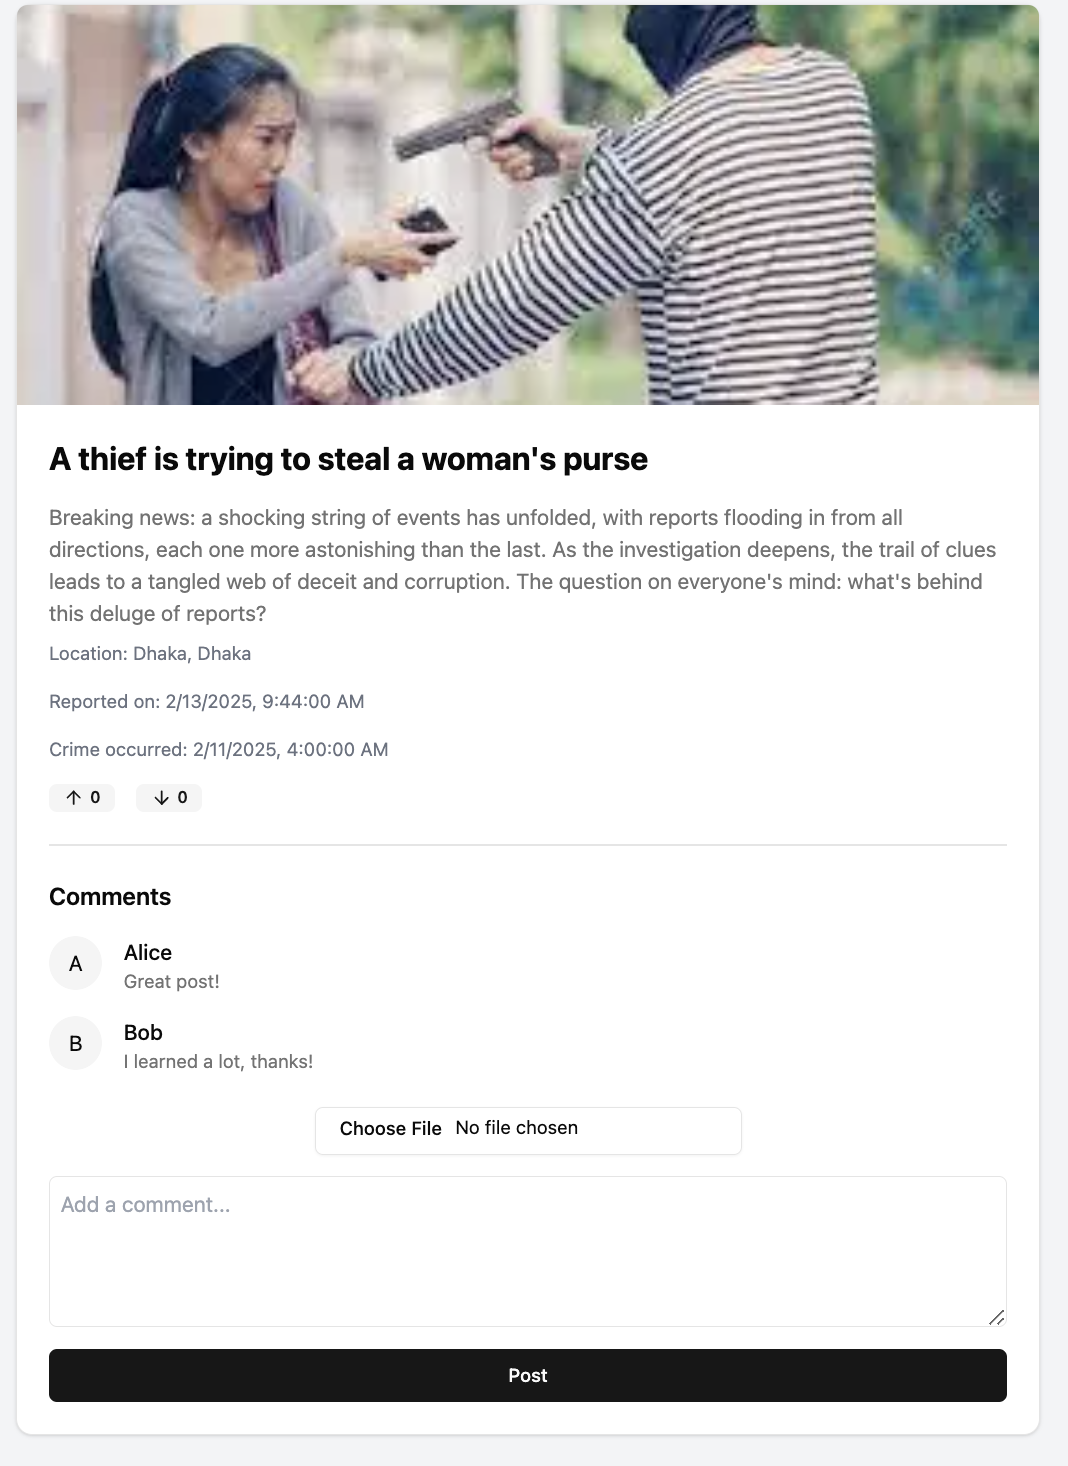 A thief is trying to steal a woman's purse
Breaking news: a shocking string of events has unfolded, with reports flooding in from all
directions, each one more astonishing than the last. As the investigation deepens, the trail of clues
leads to a tangled web of deceit and corruption. The question on everyone's mind: what's behind
this deluge of reports?
Location: Dhaka, Dhaka
Reported on: 2/13/2025, 9:44:00 AM
Crime occurred: 2/11/2025, 4:00:00 AM
↑ 0 ↓ 0
Comments
A Alice
Great post!
B Bob
I learned a lot, thanks!
Choose File No file chosen
Add a comment...
Post